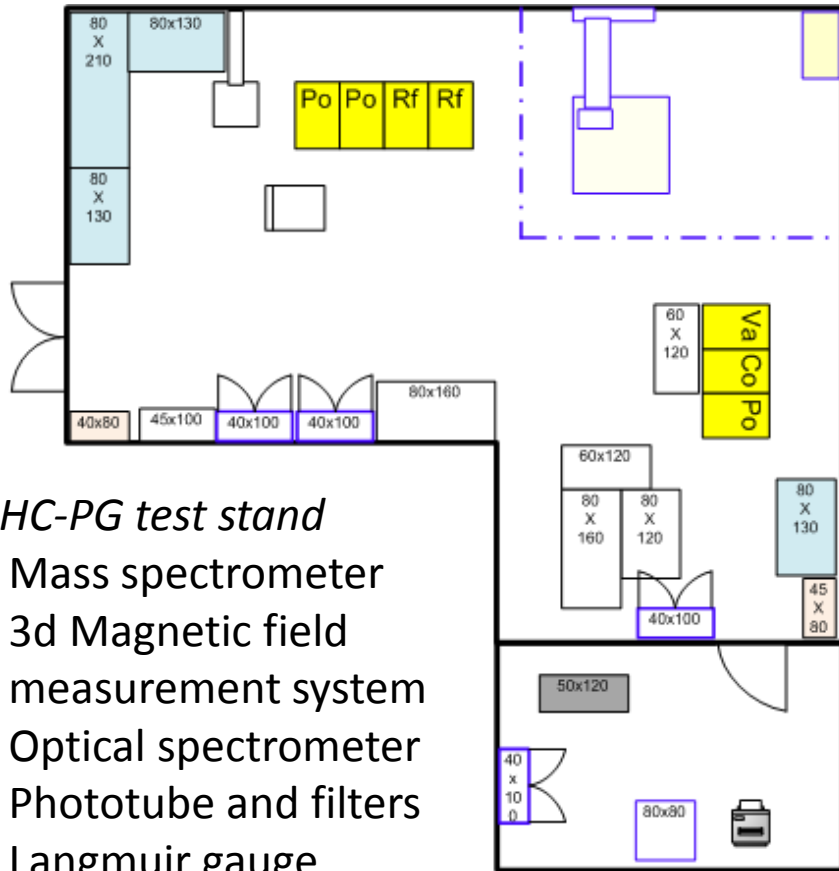 80
X
210
80x130
Po Po Rf Rf
80
X
130
60
X
120
Va Co Po
80x160
40x80
45x100
40x100
40x100
60x120
80
X
160
80
X
120
80
X
130
40x100
45
X
80
HC-PG test stand
Mass spectrometer
3d Magnetic field
measurement system
Optical spectrometer
Phototube and filters
Langmuir gauge
50x120
40
x
10
0
80x80